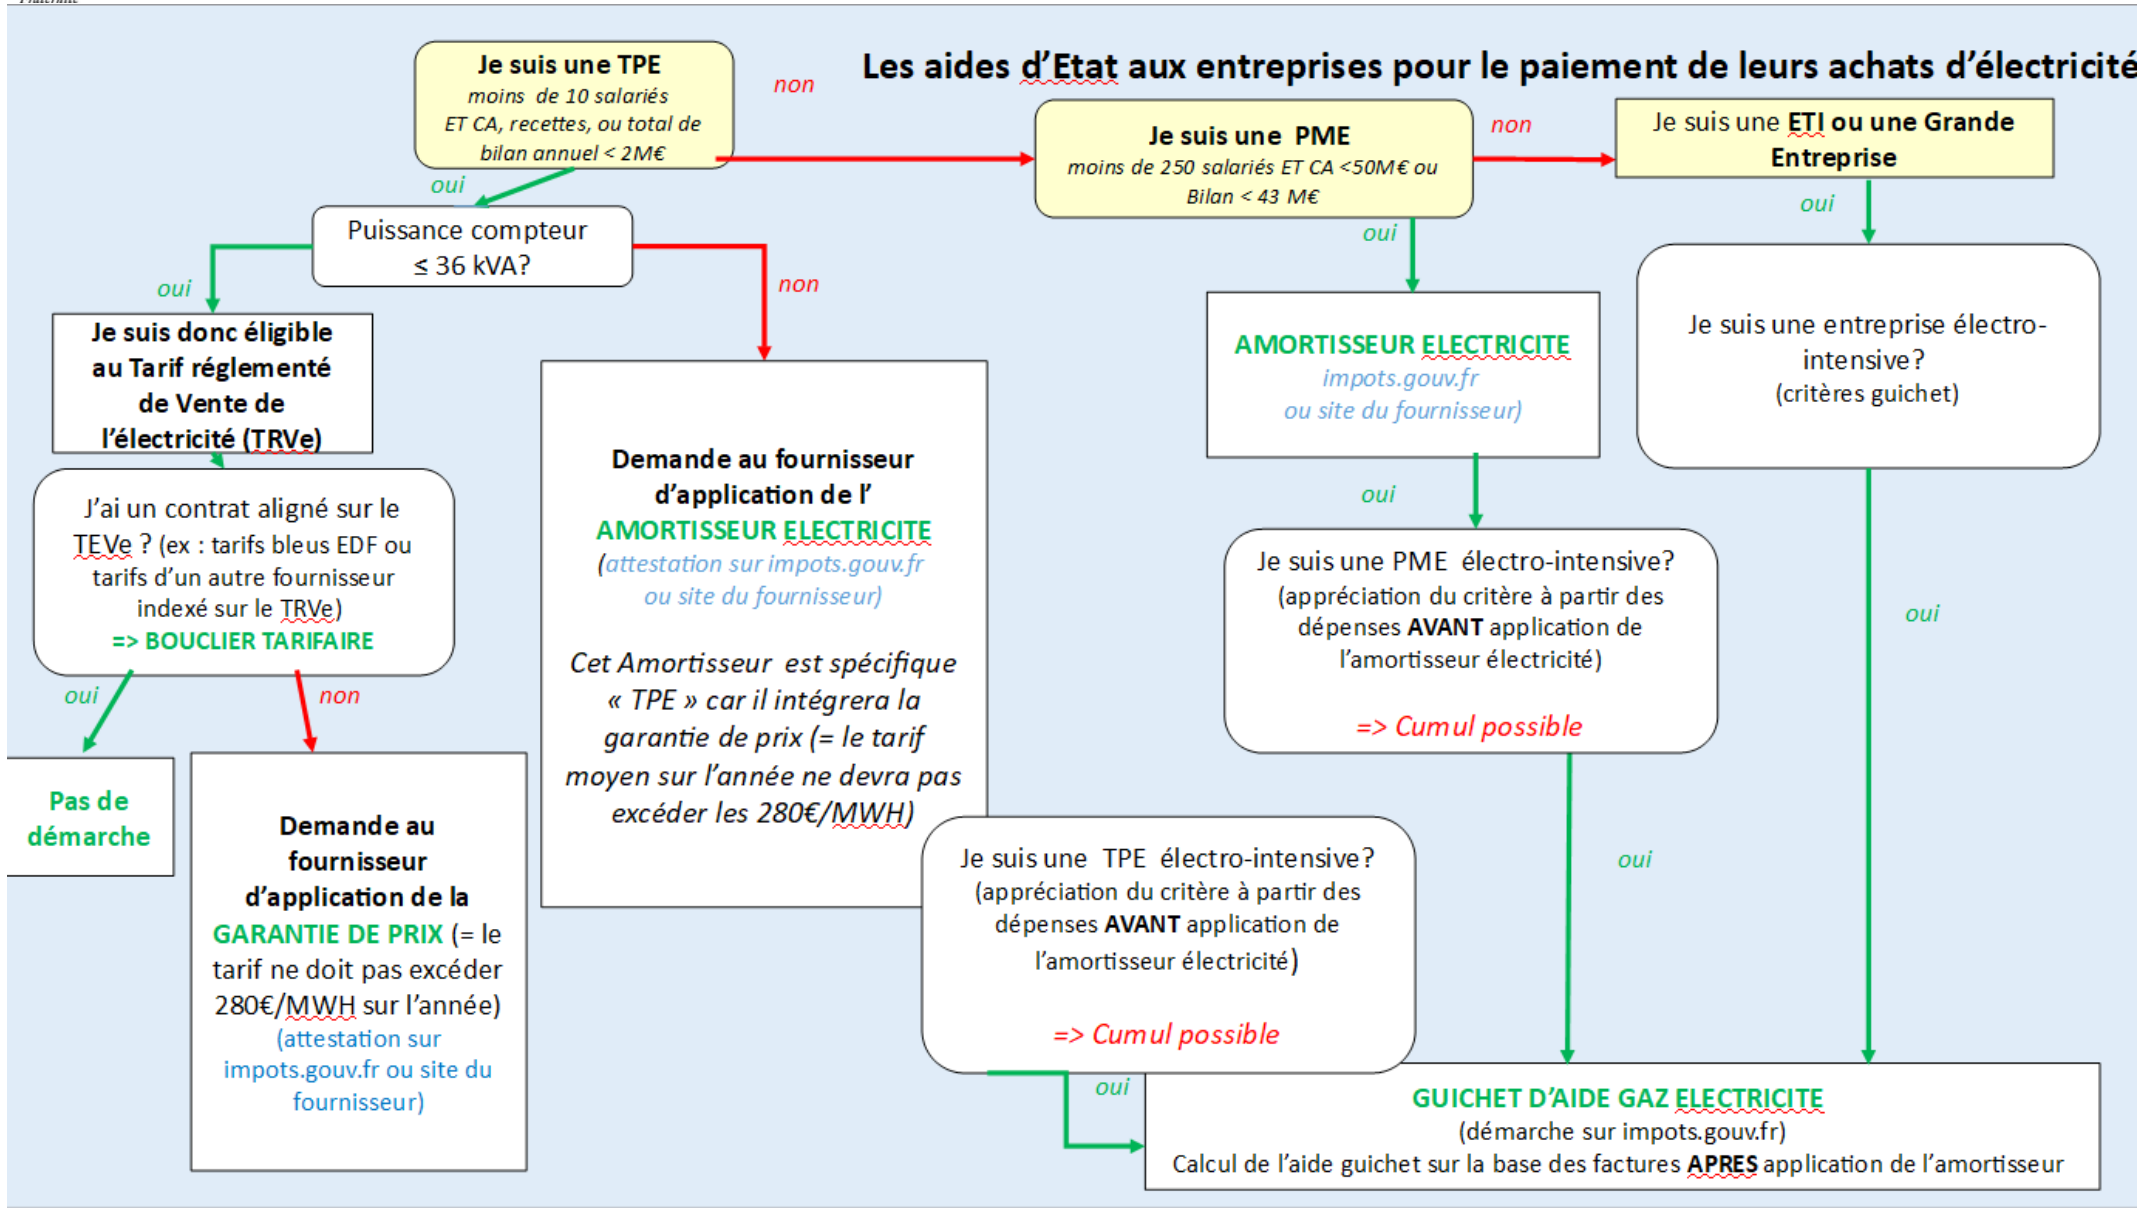 Les aides d'Etat aux entreprises pour le paiement de leurs achats d'électricité
Je suis une TPE
moins de 10 salariés
ET CA, recettes, ou total de
bilan annuel < 2M€
non
oui
Je suis une PME
moins de 250 salariés ET CA <50M€ ou
Bilan < 43 M€
non
oui
Je suis une ETI ou une Grande
Entreprise
oui
Puissance compteur
≤ 36 kVA?
oui
non
Je suis donc éligible
au Tarif réglementé
de Vente de
l'électricité (TRVe)
J'ai un contrat aligné sur le
TEVe ? (ex : tarifs bleus EDF ou
tarifs d'un autre fournisseur
indexé sur le TRVe)
=> BOUCLIER TARIFAIRE
oui
non
Pas de
démarche
Demande au
fournisseur
d'application de la
GARANTIE DE PRIX (= le
tarif ne doit pas excéder
280€/MWH sur l'année)
(attestation sur
impots.gouv.fr ou site du
fournisseur)
Demande au fournisseur
d'application de l'
AMORTISSEUR ELECTRICITE
(attestation sur impots.gouv.fr
ou site du fournisseur)
Cet Amortisseur est spécifique
« TPE » car il intégrera la
garantie de prix (= le tarif
moyen sur l'année ne devra pas
excéder les 280€/MWH)
Je suis une TPE électro-intensive?
(appréciation du critère à partir des
dépenses AVANT application de
l'amortisseur électricité)
=> Cumul possible
oui
AMORTISSEUR ELECTRICITE
impots.gouv.fr
ou site du fournisseur)
oui
Je suis une PME électro-intensive?
(appréciation du critère à partir des
dépenses AVANT application de
l'amortisseur électricité)
=> Cumul possible
oui
Je suis une entreprise électro-
intensive?
(critères guichet)
oui
GUICHET D'AIDE GAZ ELECTRICITE
(démarche sur impots.gouv.fr)
Calcul de l'aide guichet sur la base des factures APRES application de l'amortisseur